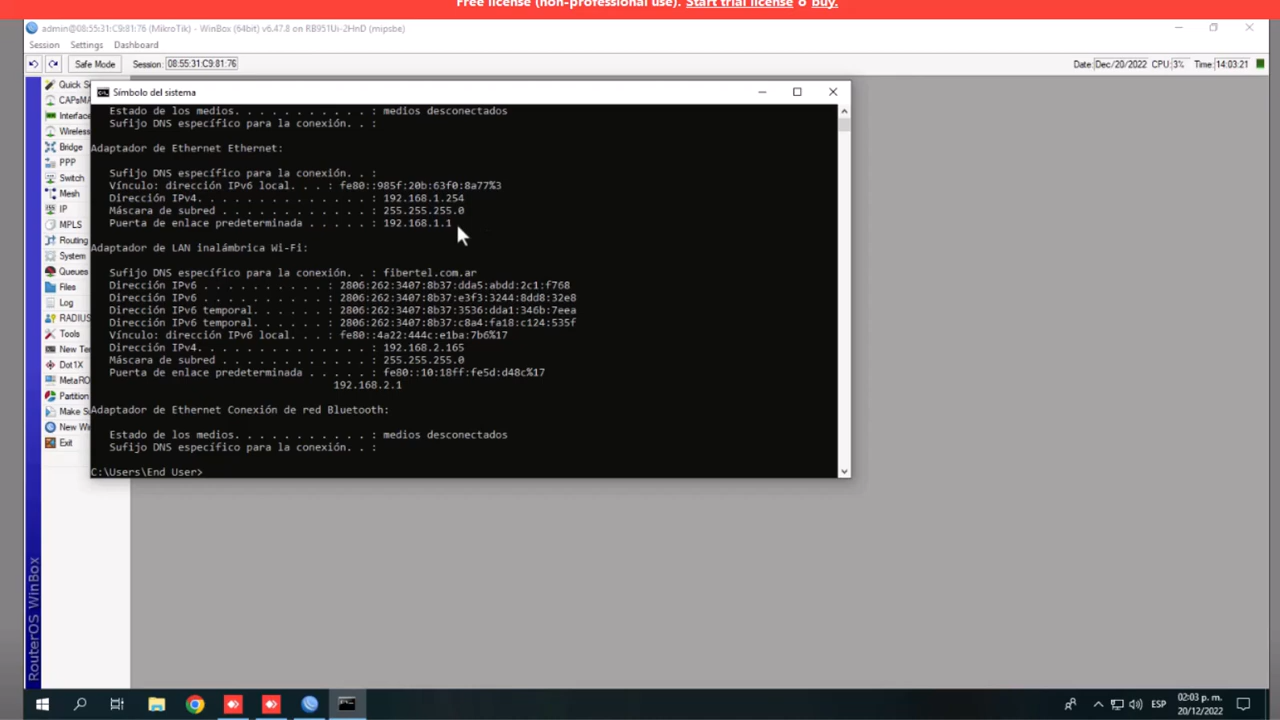 Free license (non-professional use). Start trial license o buy.
admin@08:55:31:C9:81:76 (MikroTik) - WinBox (64bit) v6.47.8 on RB951Ui-2HnD (mipsbe)
Session Settings Dashboard
Safe Mode Session: 08:55:31:C9:81:76 Date: Dec/20/2022 CPU: 3% Time: 14:03:21
Quick S
CAPsMA
Interface
Wireless
Bridge
PPP
Switch
Mesh
IP
MPLS
Routing
System
Queues
Files
Log
RADIUS
Tools
New Te
Dot1X
MetaRO
Partition
Make S
New Win
Exit
RouterOS WinBox
Símbolo del sistema
Estado de los medios. . . . . . . . . . . : medios desconectados
Sufijo DNS específico para la conexión. . :
Adaptador de Ethernet Ethernet:
Sufijo DNS específico para la conexión. . :
Vínculo: dirección IPv6 local. . . : fe80::985f:20b:63f0:8a77%3
Dirección IPv4. . . . . . . . . . . . . . : 192.168.1.254
Máscara de subred . . . . . . . . . . . . : 255.255.255.0
Puerta de enlace predeterminada . . . . . : 192.168.1.1
Adaptador de LAN inalámbrica Wi-Fi:
Sufijo DNS específico para la conexión. . : fibertel.com.ar
Dirección IPv6 . . . . . . . . . . : 2806:262:3407:8b37:dda5:abdd:2c1:f768
Dirección IPv6 . . . . . . . . . . : 2806:262:3407:8b37:e3f3:3244:8dd8:32e8
Dirección IPv6 temporal. . . . . . : 2806:262:3407:8b37:3536:dda1:346b:7eea
Dirección IPv6 temporal. . . . . . : 2806:262:3407:8b37:c8a4:fa18:c124:535f
Vínculo: dirección IPv6 local. . . : fe80::4a22:444c:e1ba:7b6%17
Dirección IPv4. . . . . . . . . . . . . . : 192.168.2.165
Máscara de subred . . . . . . . . . . . . : 255.255.255.0
Puerta de enlace predeterminada . . . . . : fe80::10:18ff:fe5d:d48c%17
192.168.2.1
Adaptador de Ethernet Conexión de red Bluetooth:
Estado de los medios. . . . . . . . . . . : medios desconectados
Sufijo DNS específico para la conexión. . :
C:\Users\End User>
ESP
02:03 p. m.
20/12/2022